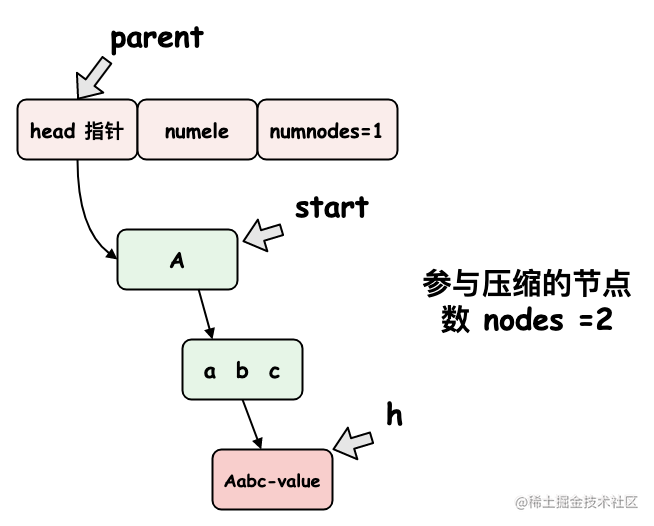 parent
head 指针 numele numnodes=1
start
A
参与压缩的节点
数 nodes =2
a b c
h
Aabc-value
@稀土掘金技术社区